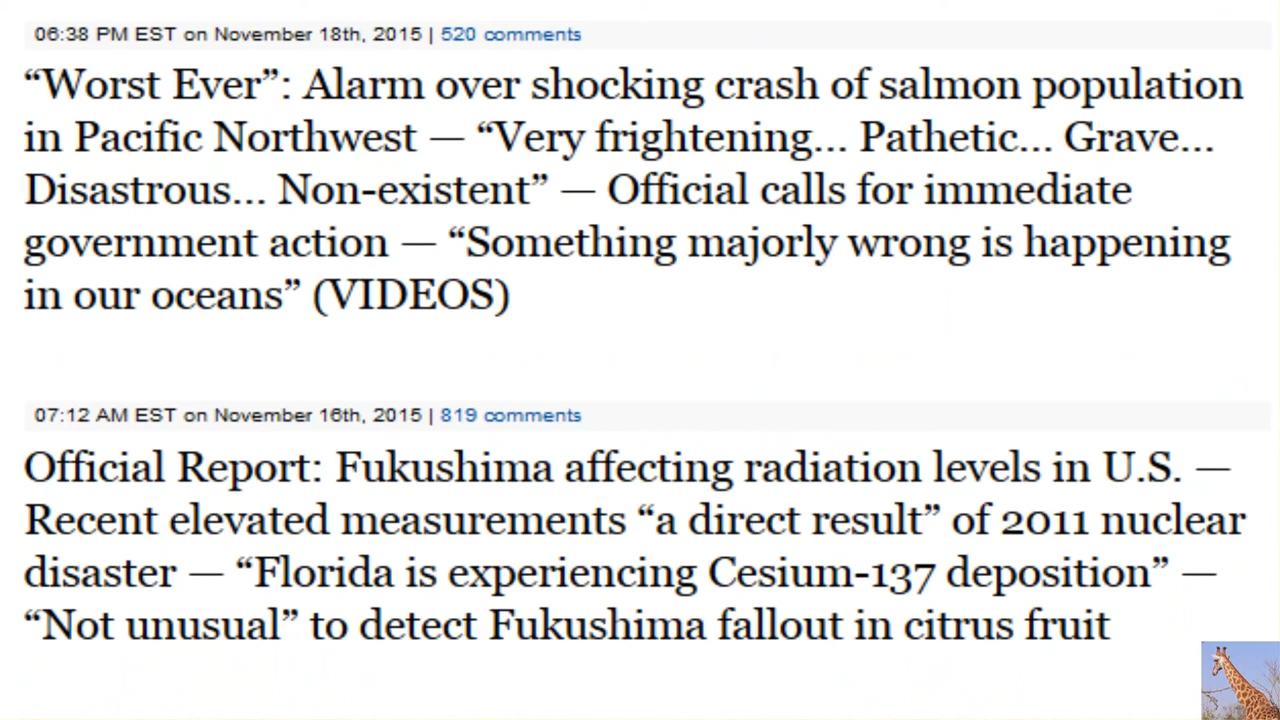 06:38 PM EST on November 18th, 2015 | 520 comments
“Worst Ever”: Alarm over shocking crash of salmon population
in Pacific Northwest — “Very frightening... Pathetic... Grave...
Disastrous... Non-existent” — Official calls for immediate
government action — “Something majorly wrong is happening
in our oceans” (VIDEOS)
07:12 AM EST on November 16th, 2015 | 819 comments
Official Report: Fukushima affecting radiation levels in U.S. —
Recent elevated measurements “a direct result” of 2011 nuclear
disaster — “Florida is experiencing Cesium-137 deposition” —
“Not unusual” to detect Fukushima fallout in citrus fruit